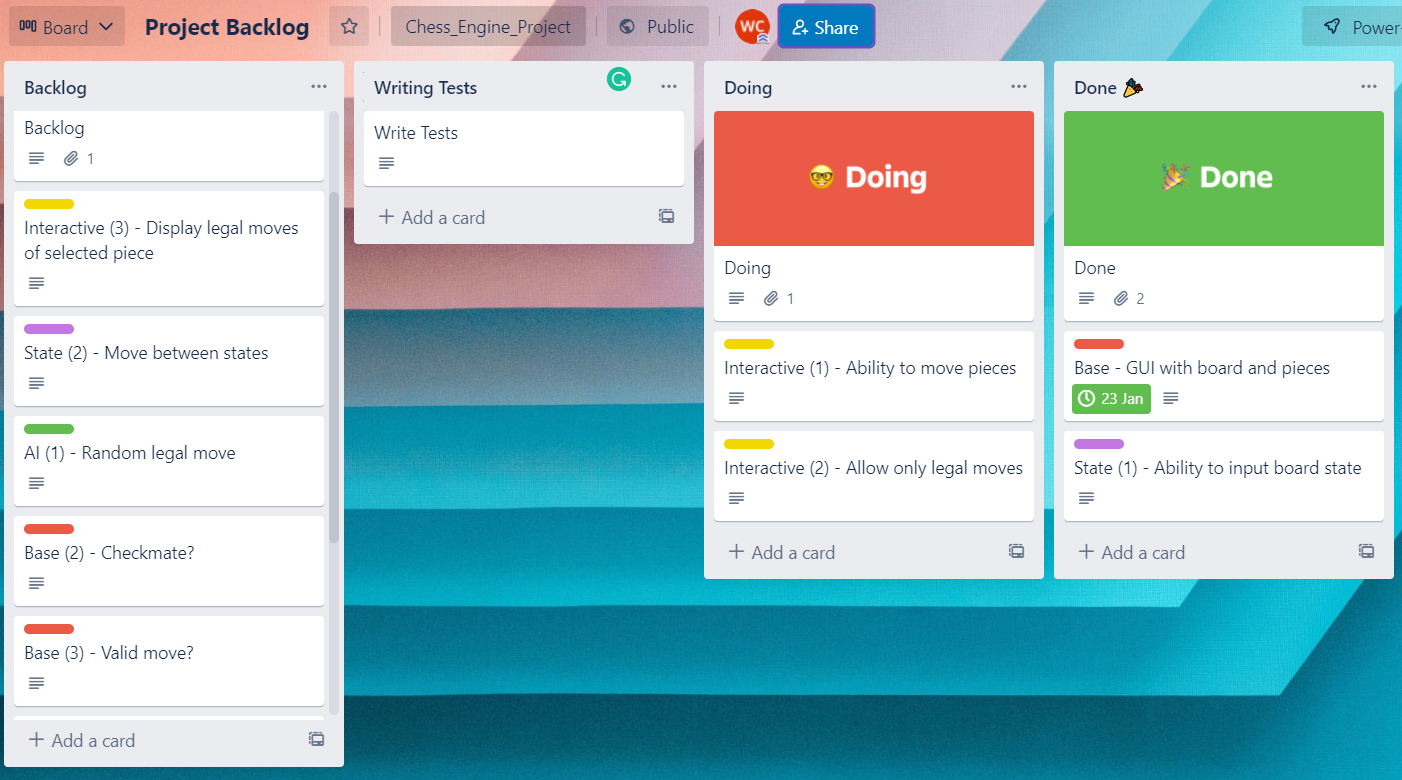 Board
Project Backlog
Chess_Engine_Project
Public
WC
Share
Power-
Backlog
Backlog
1
Interactive (3) - Display legal moves
of selected piece
State (2) - Move between states
AI (1) - Random legal move
Base (2) - Checkmate?
Base (3) - Valid move?
+ Add a card
Writing Tests
G
Write Tests
+ Add a card
Doing
🤓 Doing
Doing
1
Interactive (1) - Ability to move pieces
Interactive (2) - Allow only legal moves
+ Add a card
Done 🎉
🎉 Done
Done
2
Base - GUI with board and pieces
23 Jan
State (1) - Ability to input board state
+ Add a card